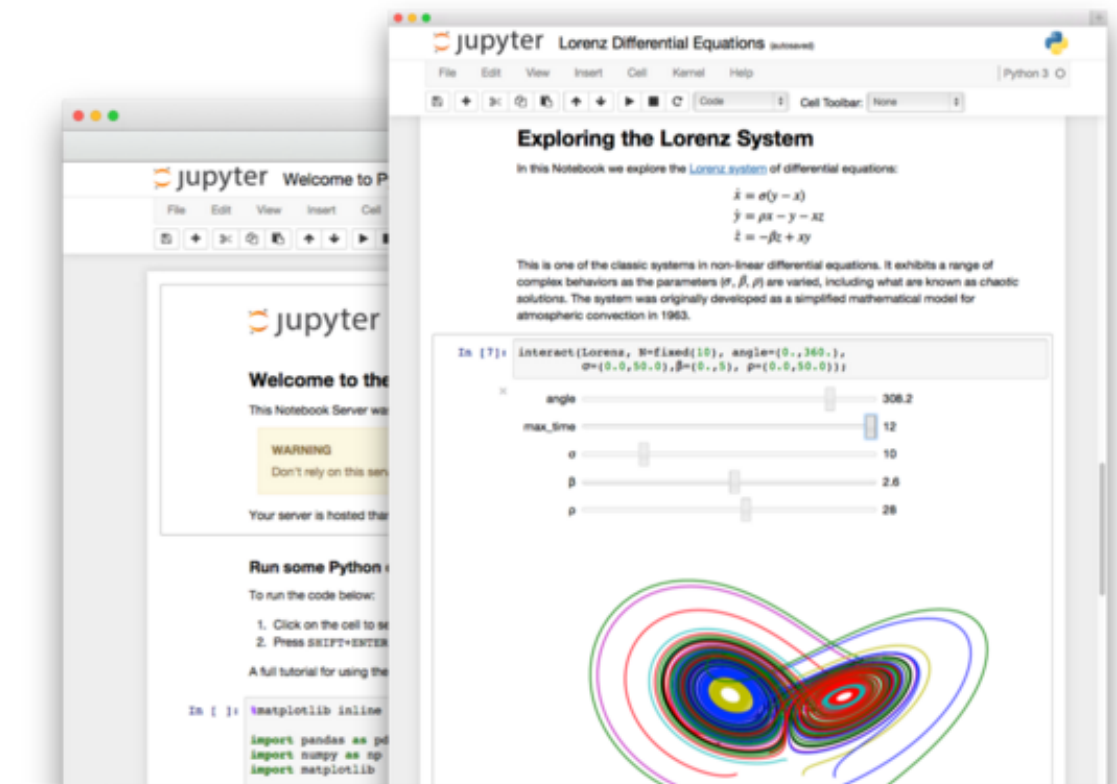 jupyter Lorenz Differential Equations (autosaved)
File Edit View Insert Cell Kernel Help Python 3
Code Cell Toolbar: None
Exploring the Lorenz System
In this Notebook we explore the Lorenz system of differential equations:
ẋ = σ(y − x)
ẏ = ρx − y − xz
ż = −βz + xy
This is one of the classic systems in non-linear differential equations. It exhibits a range of
complex behaviors as the parameters (σ, β, ρ) are varied, including what are known as chaotic
solutions. The system was originally developed as a simplified mathematical model for
atmospheric convection in 1963.
In [7]: interact(Lorenz, N=fixed(10), angle=(0.,360.),
σ=(0.0,50.0),β=(0.,5), ρ=(0.0,50.0));
angle 308.2
max_time 12
σ 10
β 2.6
ρ 28
jupyter Welcome to P
File Edit View Insert Cell
jupyter
Welcome to the
This Notebook Server was
WARNING
Don't rely on this serv
Your server is hosted than
Run some Python
To run the code below:
1. Click on the cell to se
2. Press SHIFT+ENTER
A full tutorial for using the
In [ ]: %matplotlib inline
import pandas as pd
import numpy as np
import matplotlib